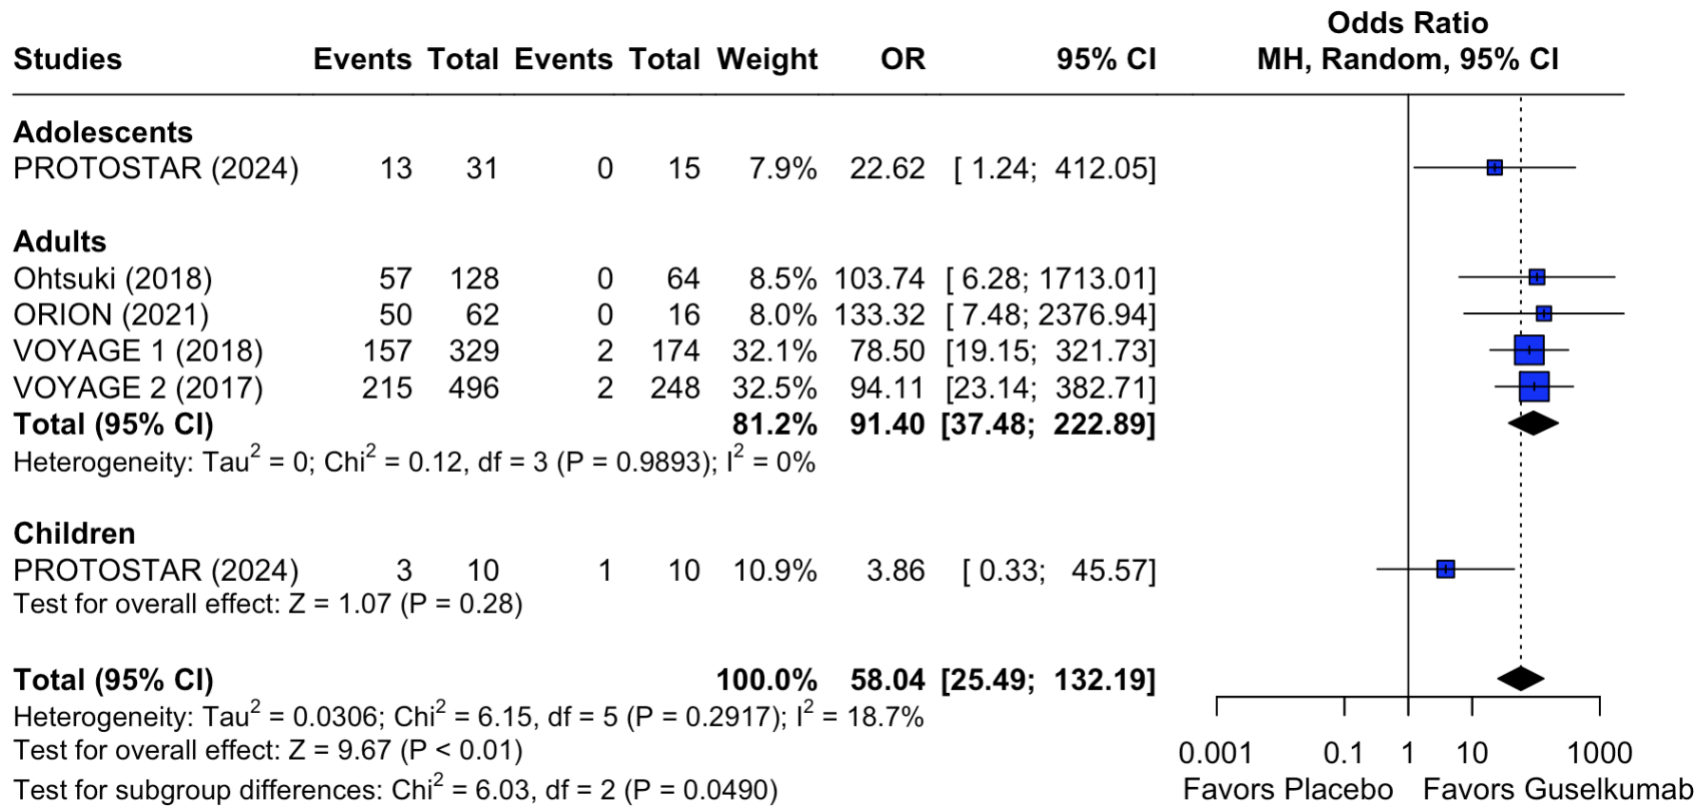 Odds Ratio
Studies Events Total Events Total Weight OR 95% CI MH, Random, 95% CI
Adolescents
PROTOSTAR (2024) 13 31 0 15 7.9% 22.62 [ 1.24; 412.05]
Adults
Ohtsuki (2018) 57 128 0 64 8.5% 103.74 [ 6.28; 1713.01]
ORION (2021) 50 62 0 16 8.0% 133.32 [ 7.48; 2376.94]
VOYAGE 1 (2018) 157 329 2 174 32.1% 78.50 [19.15; 321.73]
VOYAGE 2 (2017) 215 496 2 248 32.5% 94.11 [23.14; 382.71]
Total (95% CI) 81.2% 91.40 [37.48; 222.89]
Heterogeneity: Tau² = 0; Chi² = 0.12, df = 3 (P = 0.9893); I² = 0%
Children
PROTOSTAR (2024) 3 10 1 10 10.9% 3.86 [ 0.33; 45.57]
Test for overall effect: Z = 1.07 (P = 0.28)
Total (95% CI) 100.0% 58.04 [25.49; 132.19]
Heterogeneity: Tau² = 0.0306; Chi² = 6.15, df = 5 (P = 0.2917); I² = 18.7%
Test for overall effect: Z = 9.67 (P < 0.01)
Test for subgroup differences: Chi² = 6.03, df = 2 (P = 0.0490)
0.001 0.1 1 10 1000
Favors Placebo Favors Guselkumab